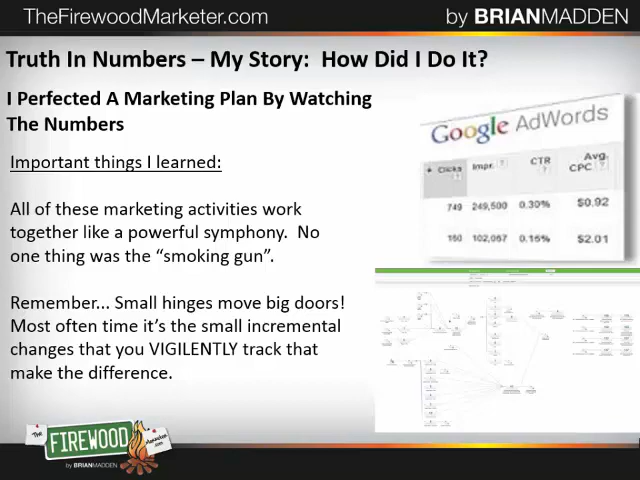 TheFirewoodMarketer.com
by BRIANMADDEN
Truth In Numbers – My Story: How Did I Do It?
I Perfected A Marketing Plan By Watching
The Numbers
Important things I learned:
All of these marketing activities work
together like a powerful symphony. No
one thing was the “smoking gun”.
Remember... Small hinges move big doors!
Most often time it’s the small incremental
changes that you VIGILENTLY track that
make the difference.
Google AdWords
Clicks Impr. ? CTR ? Avg. CPC ?
749 249,500 0.30% $0.92
160 102,067 0.16% $2.01
The
FIREWOOD
Marketer.com
by BRIANMADDEN